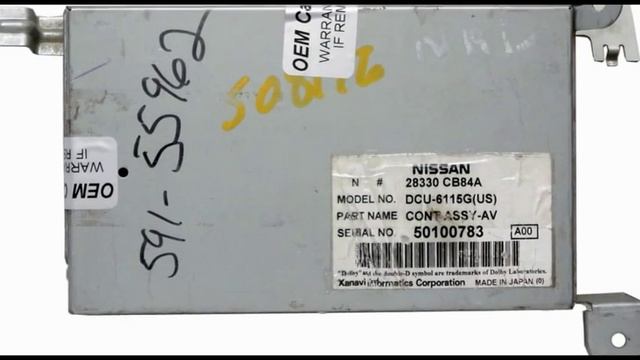 OEM Ca
WARRAN
IF REN
591-55962
IF R
WARR
OEM
NISSAN
N # 28330 CB84A
MODEL NO. DCU-6115G(US)
PART NAME CONT ASSY-AV
SERIAL NO 50100783 A00
"Dolby" and the double-D symbol are trademarks of Dolby Laboratories.
Xanavi Informatics Corporation MADE IN JAPAN (0)